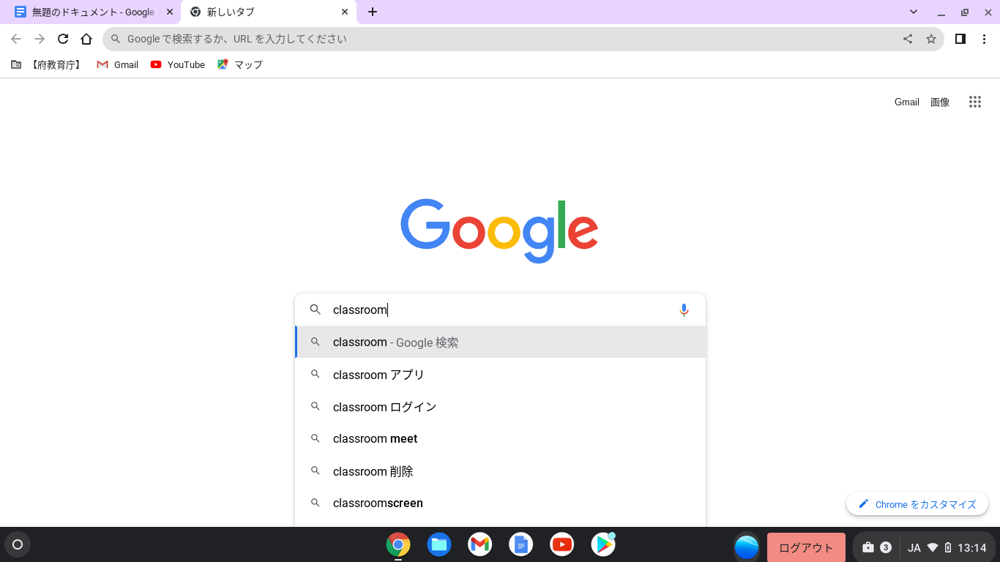 無題のドキュメント - Google
新しいタブ
Google で検索するか、URL を入力してください
【府教育庁】
Gmail
YouTube
マップ
Gmail
画像
Google
classroom
classroom - Google 検索
classroom アプリ
classroom ログイン
classroom meet
classroom 削除
classroomscreen
Chrome をカスタマイズ
ログアウト
3
JA
13:14